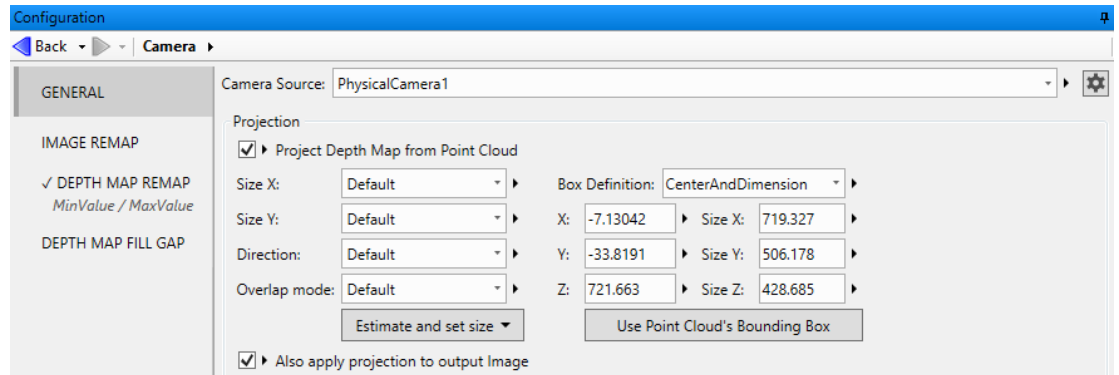 Configuration
Back Camera
GENERAL
IMAGE REMAP
✓ DEPTH MAP REMAP
MinValue / MaxValue
DEPTH MAP FILL GAP
Camera Source: PhysicalCamera1
Projection
Project Depth Map from Point Cloud
Size X: Default Box Definition: CenterAndDimension
Size Y: Default X: -7.13042 Size X: 719.327
Direction: Default Y: -33.8191 Size Y: 506.178
Overlap mode: Default Z: 721.663 Size Z: 428.685
Estimate and set size Use Point Cloud's Bounding Box
Also apply projection to output Image